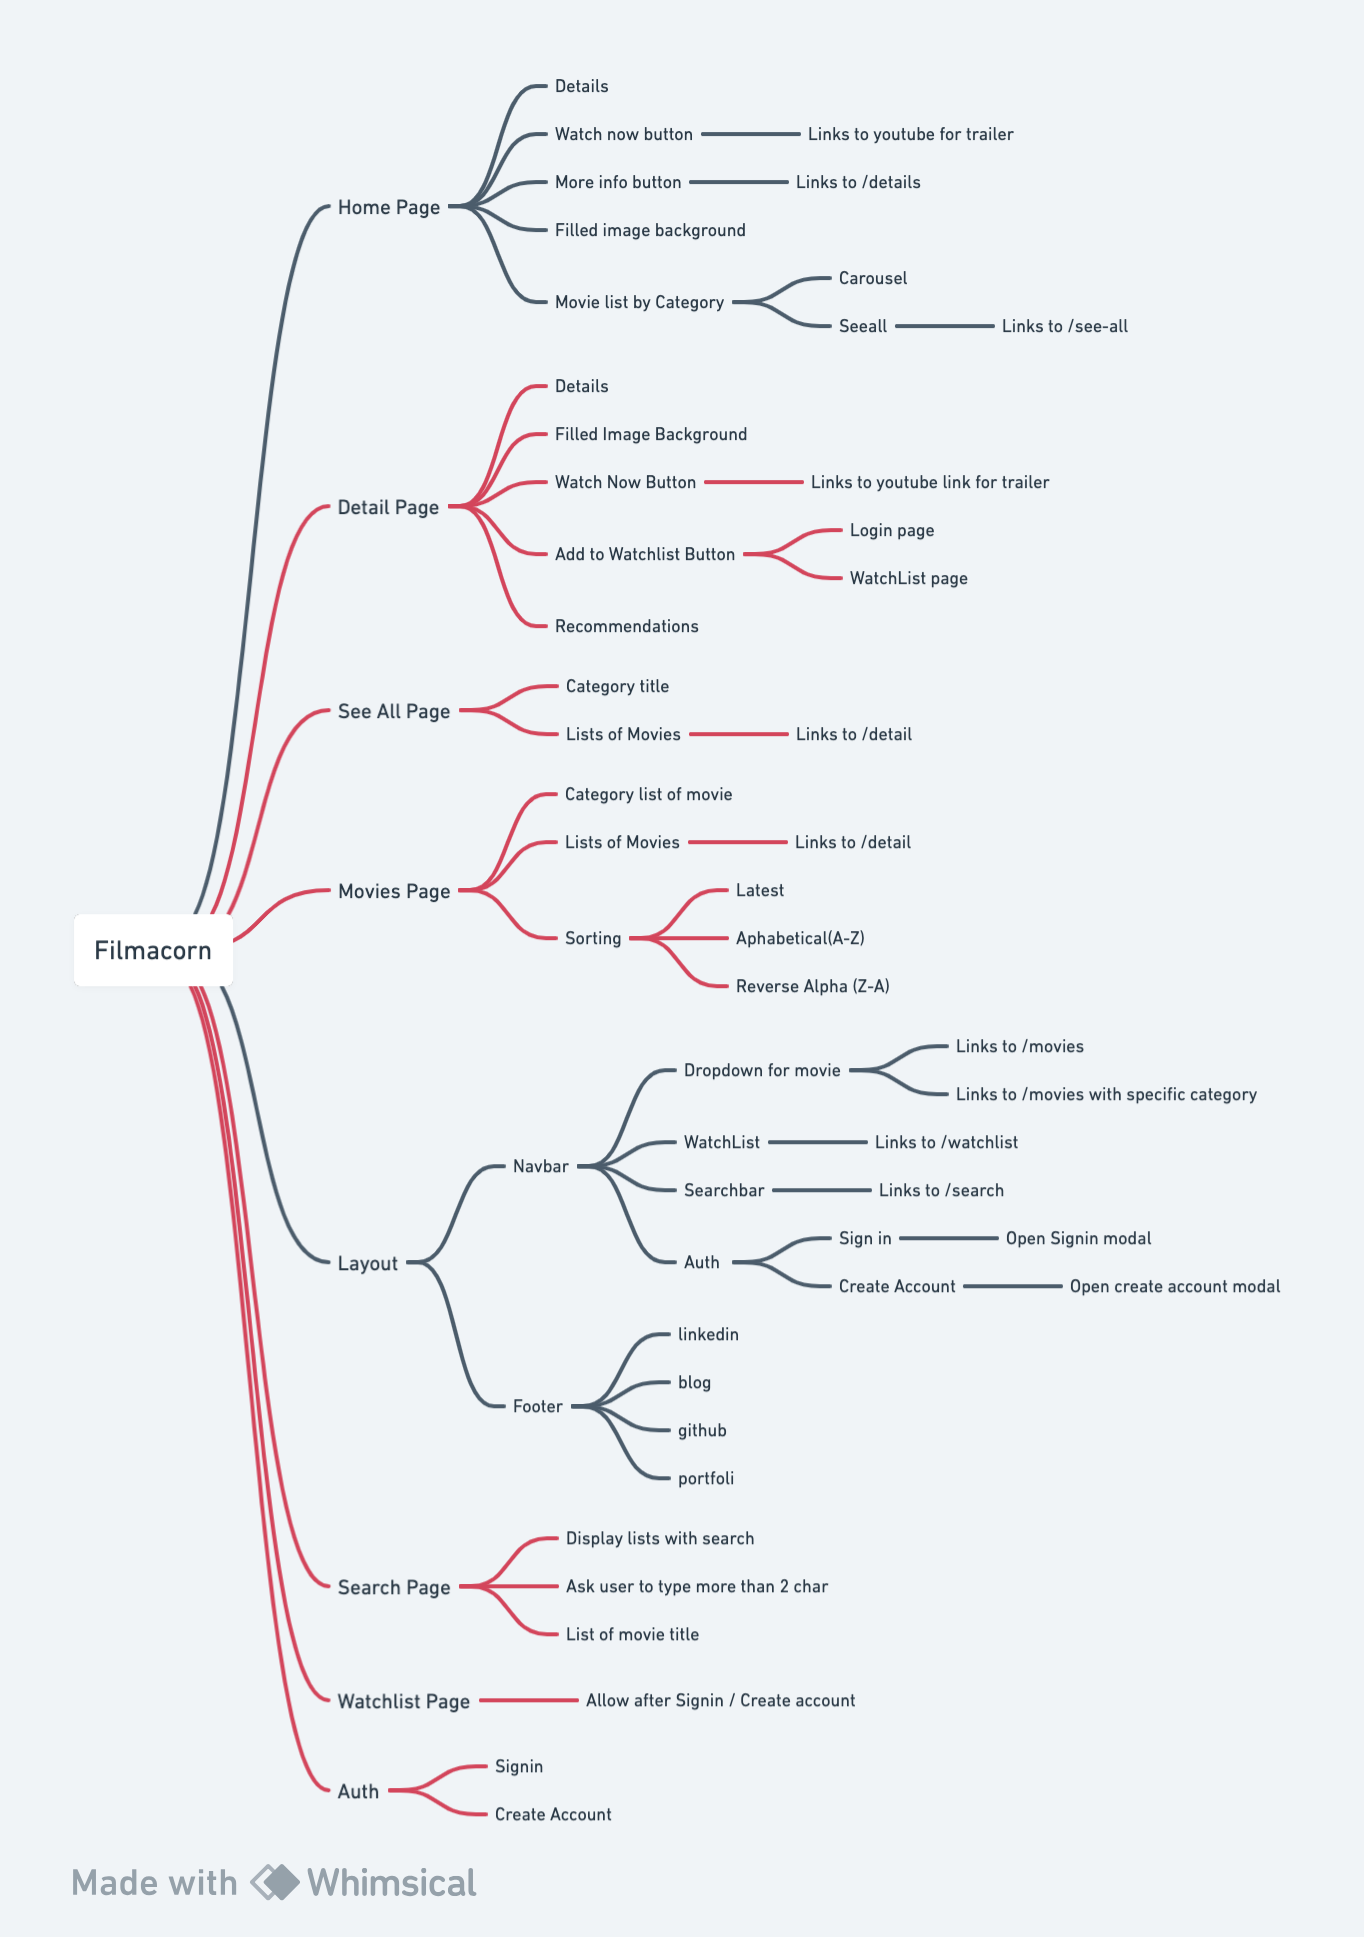 Filmacorn
Home Page
Details
Watch now button
Links to youtube for trailer
More info button
Links to /details
Filled image background
Movie list by Category
Carousel
Seeall
Links to /see-all
Detail Page
Details
Filled Image Background
Watch Now Button
Links to youtube link for trailer
Add to Watchlist Button
Login page
WatchList page
Recommendations
See All Page
Category title
Lists of Movies
Links to /detail
Movies Page
Category list of movie
Lists of Movies
Links to /detail
Sorting
Latest
Aphabetical(A-Z)
Reverse Alpha (Z-A)
Layout
Navbar
Dropdown for movie
Links to /movies
Links to /movies with specific category
WatchList
Links to /watchlist
Searchbar
Links to /search
Auth
Sign in
Open Signin modal
Create Account
Open create account modal
Footer
linkedin
blog
github
portfoli
Search Page
Display lists with search
Ask user to type more than 2 char
List of movie title
Watchlist Page
Allow after Signin / Create account
Auth
Signin
Create Account
Made with Whimsical